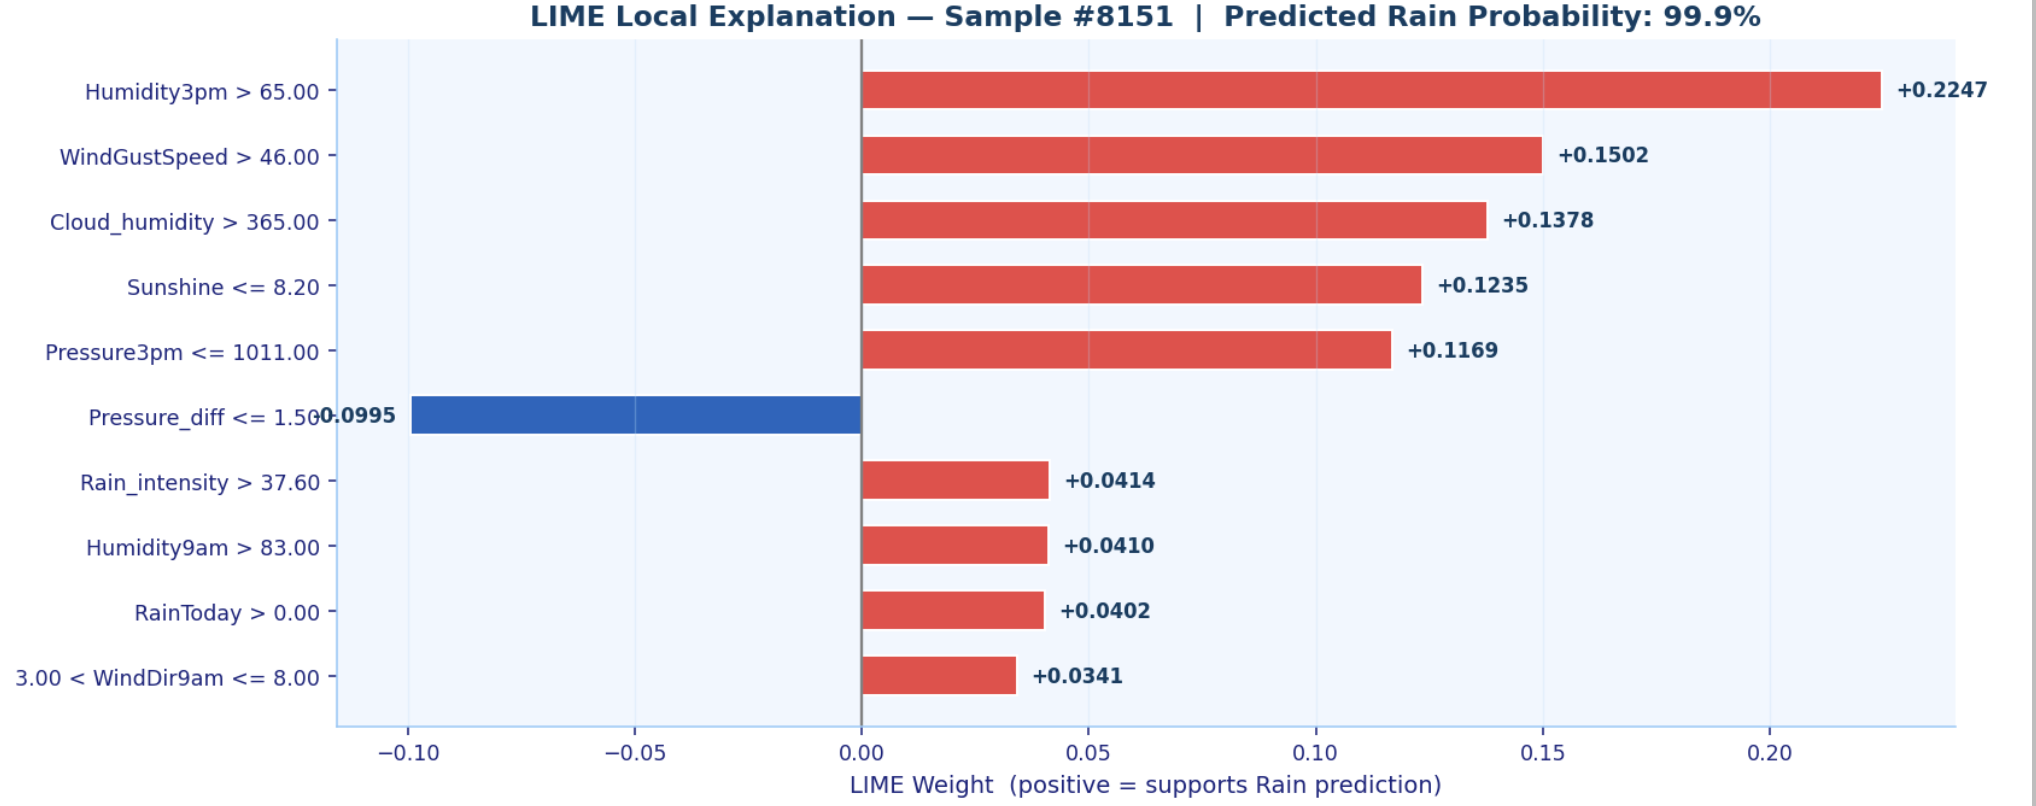 LIME Local Explanation — Sample #8151 | Predicted Rain Probability: 99.9%
Humidity3pm > 65.00 +0.2247
WindGustSpeed > 46.00 +0.1502
Cloud_humidity > 365.00 +0.1378
Sunshine <= 8.20 +0.1235
Pressure3pm <= 1011.00 +0.1169
Pressure_diff <= 1.50 -0.0995
Rain_intensity > 37.60 +0.0414
Humidity9am > 83.00 +0.0410
RainToday > 0.00 +0.0402
3.00 < WindDir9am <= 8.00 +0.0341
−0.10 −0.05 0.00 0.05 0.10 0.15 0.20
LIME Weight (positive = supports Rain prediction)